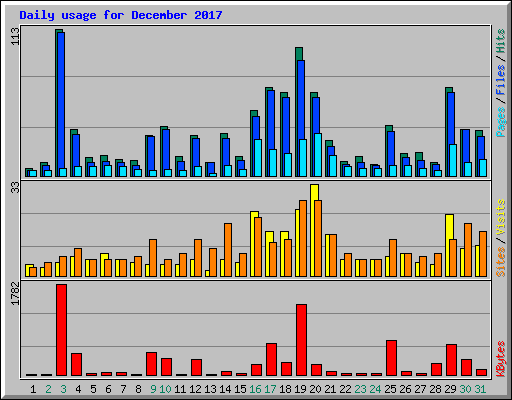 Daily usage for December 2017
113
Pages / Files / Hits
33
Sites / Visits
1782
KBytes
1 2 3 4 5 6 7 8 9 10 11 12 13 14 15 16 17 18 19 20 21 22 23 24 25 26 27 28 29 30 31